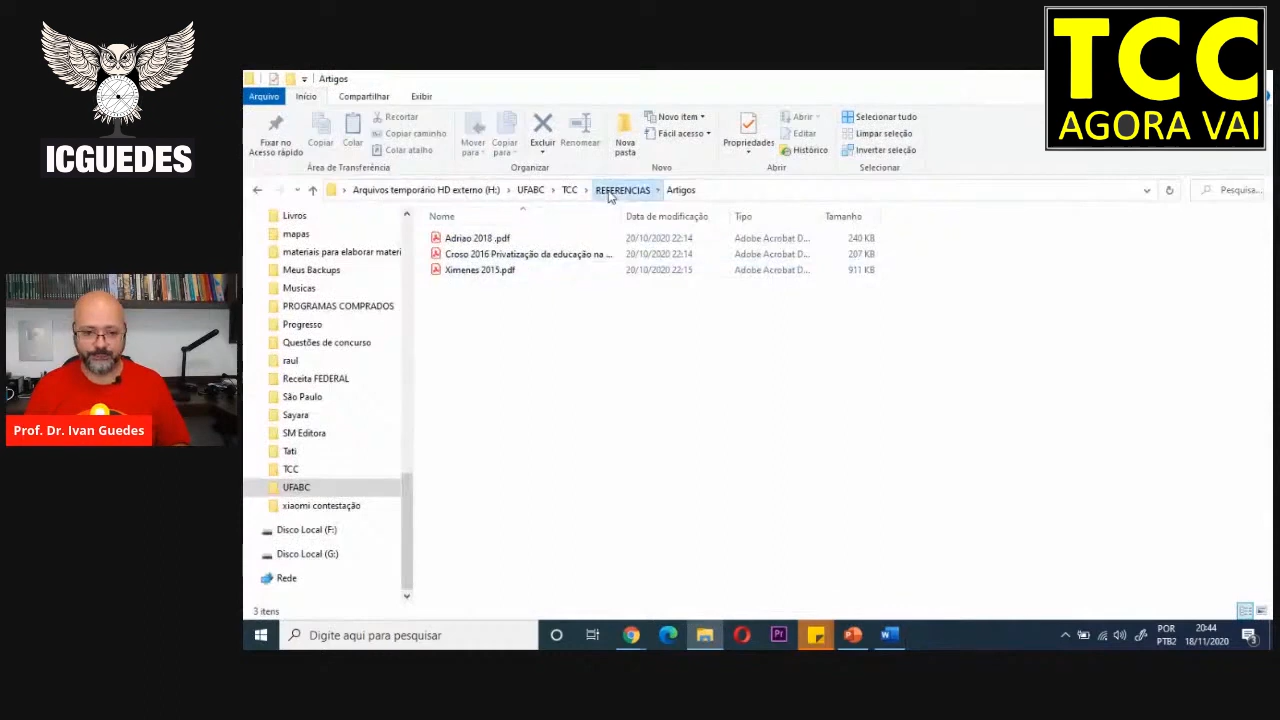 ICGUEDES
TCC
AGORA VAI
Prof. Dr. Ivan Guedes
Artigos
Arquivo Início Compartilhar Exibir
Fixar no Acesso rápido
Copiar
Colar
Recortar
Copiar caminho
Colar atalho
Área de Transferência
Mover para
Copiar para
Excluir
Renomear
Organizar
Nova pasta
Novo item
Fácil acesso
Novo
Propriedades
Abrir
Editar
Histórico
Abrir
Selecionar tudo
Limpar seleção
Inverter seleção
Selecionar
Arquivos temporário HD externo (H:) UFABC TCC REFERENCIAS Artigos
Pesquisa...
Livros
mapas
materiais para elaborar materi
Meus Backups
Musicas
PROGRAMAS COMPRADOS
Progresso
Questões de concurso
raul
Receita FEDERAL
São Paulo
Sayara
SM Editora
Tati
TCC
UFABC
xiaomi contestação
Disco Local (F:)
Disco Local (G:)
Rede
Nome Data de modificação Tipo Tamanho
Adriao 2018 .pdf 20/10/2020 22:14 Adobe Acrobat D... 240 KB
Croso 2016 Privatização da educação na ... 20/10/2020 22:14 Adobe Acrobat D... 207 KB
Ximenes 2015.pdf 20/10/2020 22:15 Adobe Acrobat D... 911 KB
3 itens
Digite aqui para pesquisar
Pr
POR
PTB2
20:44
18/11/2020
3